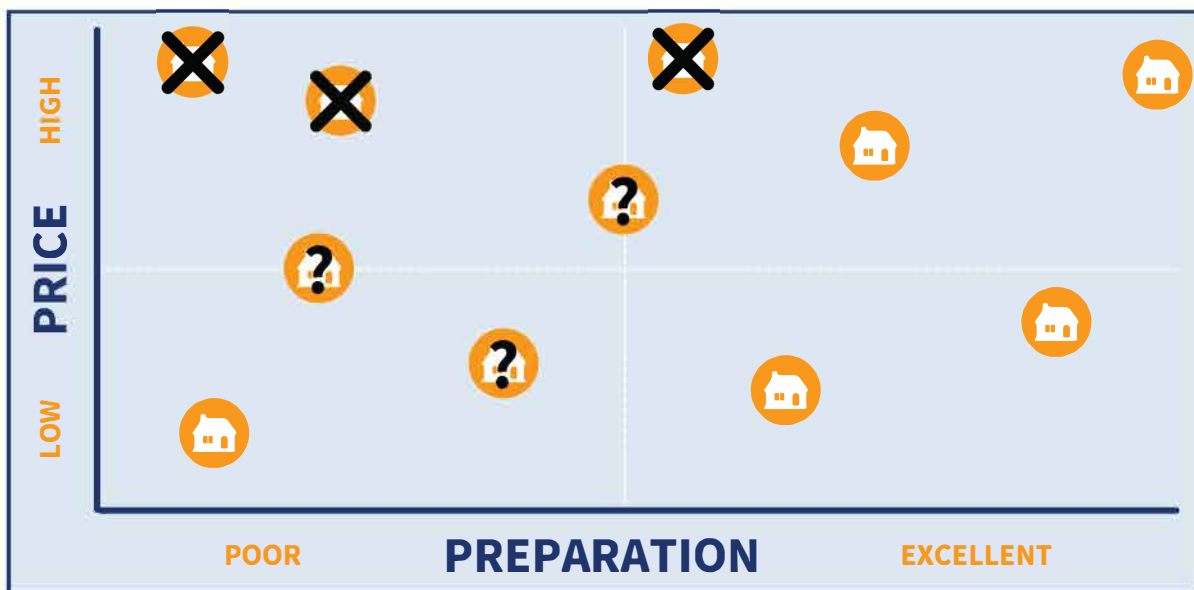 HIGH
PRICE
LOW
?
?
?
POOR
PREPARATION
EXCELLENT